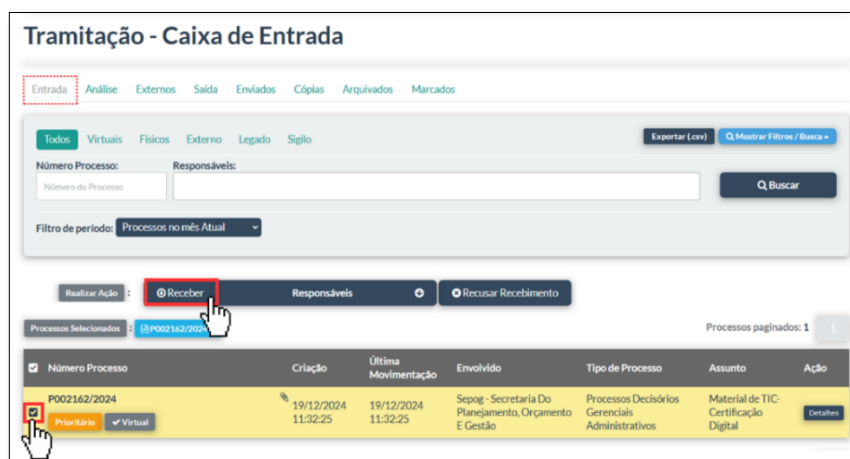 Tramitação - Caixa de Entrada
Entrada Análise Externos Saída Enviados Cópias Arquivados Marcados
Todos Virtuais Físicos Externo Legado Sigilo Exportar (.csv) Mostrar Filtros / Busca
Número Processo: Responsáveis:
Número do Processo Buscar
Filtro de período: Processos no mês Atual
Realizar Ação : Receber Responsáveis Recusar Recebimento
Processos Selecionados : P002162/2024 Processos paginados: 1 1
Número Processo Criação Última Movimentação Envolvido Tipo de Processo Assunto Ação
P002162/2024 19/12/2024 11:32:25 19/12/2024 11:32:25 Sepog - Secretaria Do Planejamento, Orçamento E Gestão Processos Decisórios Gerenciais Administrativos Material de TIC- Certificação Digital Detalhes
Prioritário Virtual